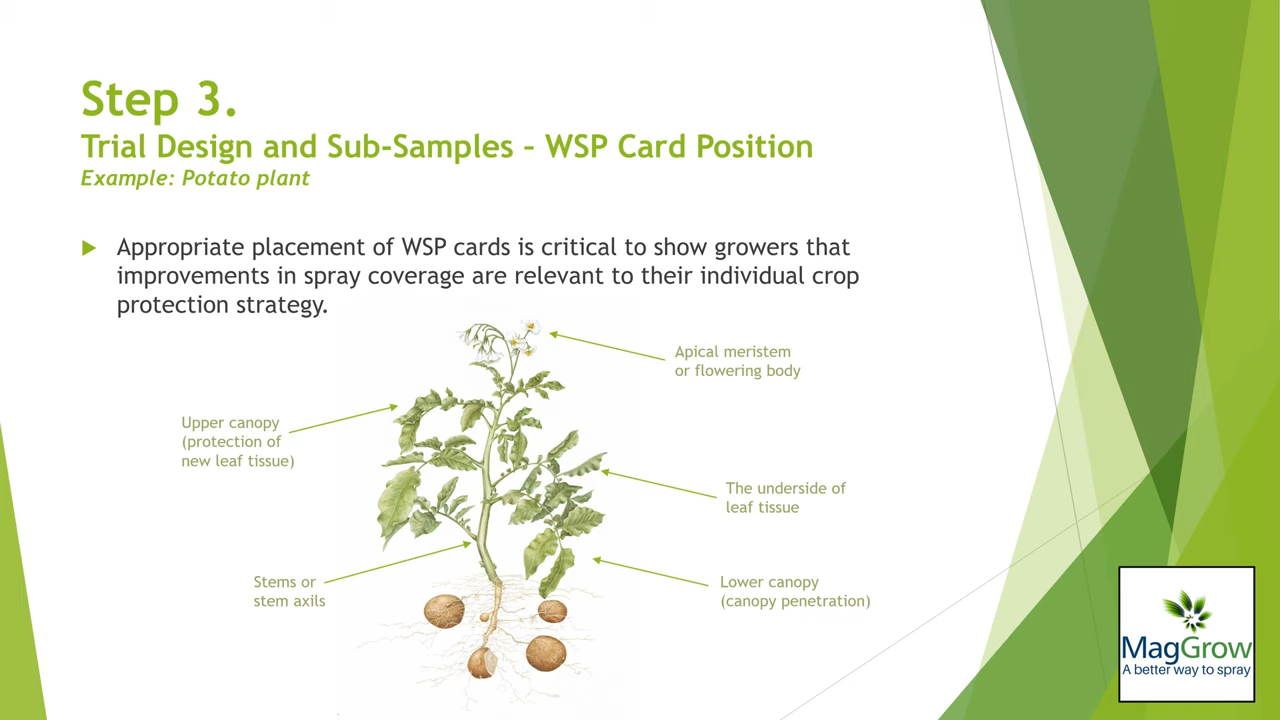 Step 3.
Trial Design and Sub-Samples – WSP Card Position
Example: Potato plant
Appropriate placement of WSP cards is critical to show growers that
improvements in spray coverage are relevant to their individual crop
protection strategy.
Apical meristem
or flowering body
Upper canopy
(protection of
new leaf tissue)
The underside of
leaf tissue
Stems or
stem axils
Lower canopy
(canopy penetration)
MagGrow
A better way to spray